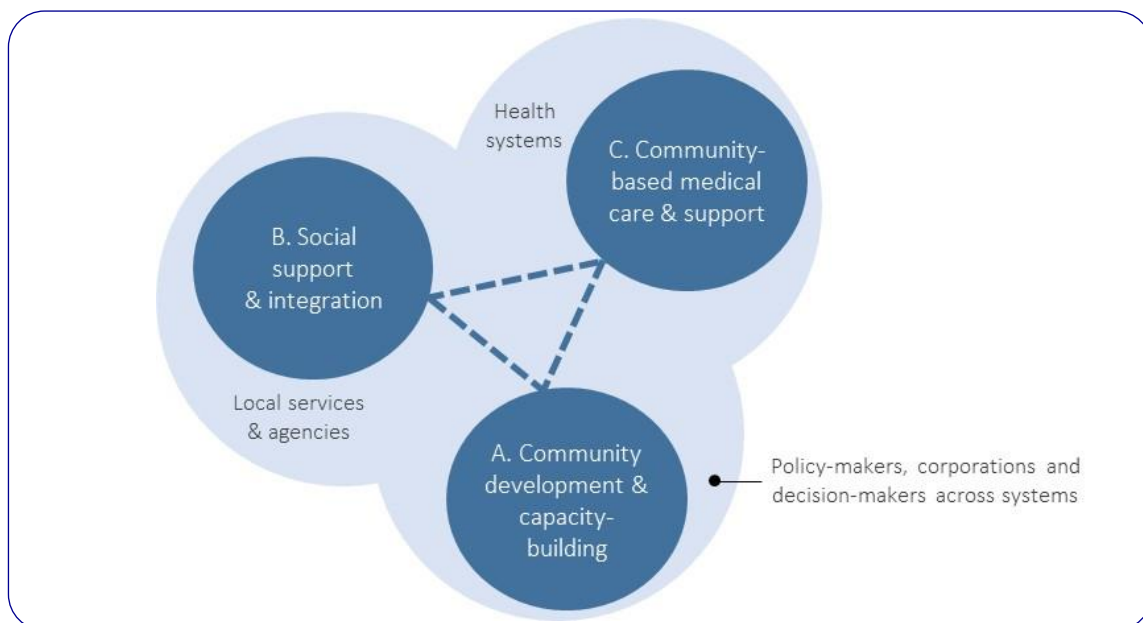 Health
systems
C. Community-
based medical
care & support
B. Social
support
& integration
Local services
& agencies
A. Community
development &
capacity-
building
Policy-makers, corporations and
decision-makers across systems